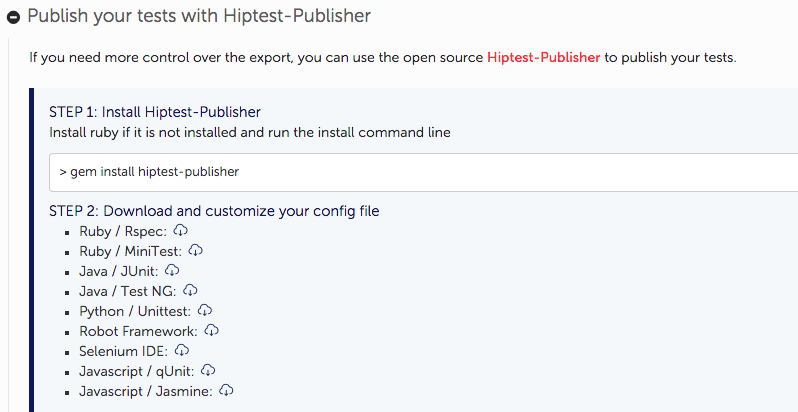 Publish your tests with Hiptest-Publisher
If you need more control over the export, you can use the open source Hiptest-Publisher to publish your tests.
STEP 1: Install Hiptest-Publisher
Install ruby if it is not installed and run the install command line
> gem install hiptest-publisher
STEP 2: Download and customize your config file
Ruby / Rspec:
Ruby / MiniTest:
Java / JUnit:
Java / Test NG:
Python / Unittest:
Robot Framework:
Selenium IDE:
Javascript / qUnit:
Javascript / Jasmine: